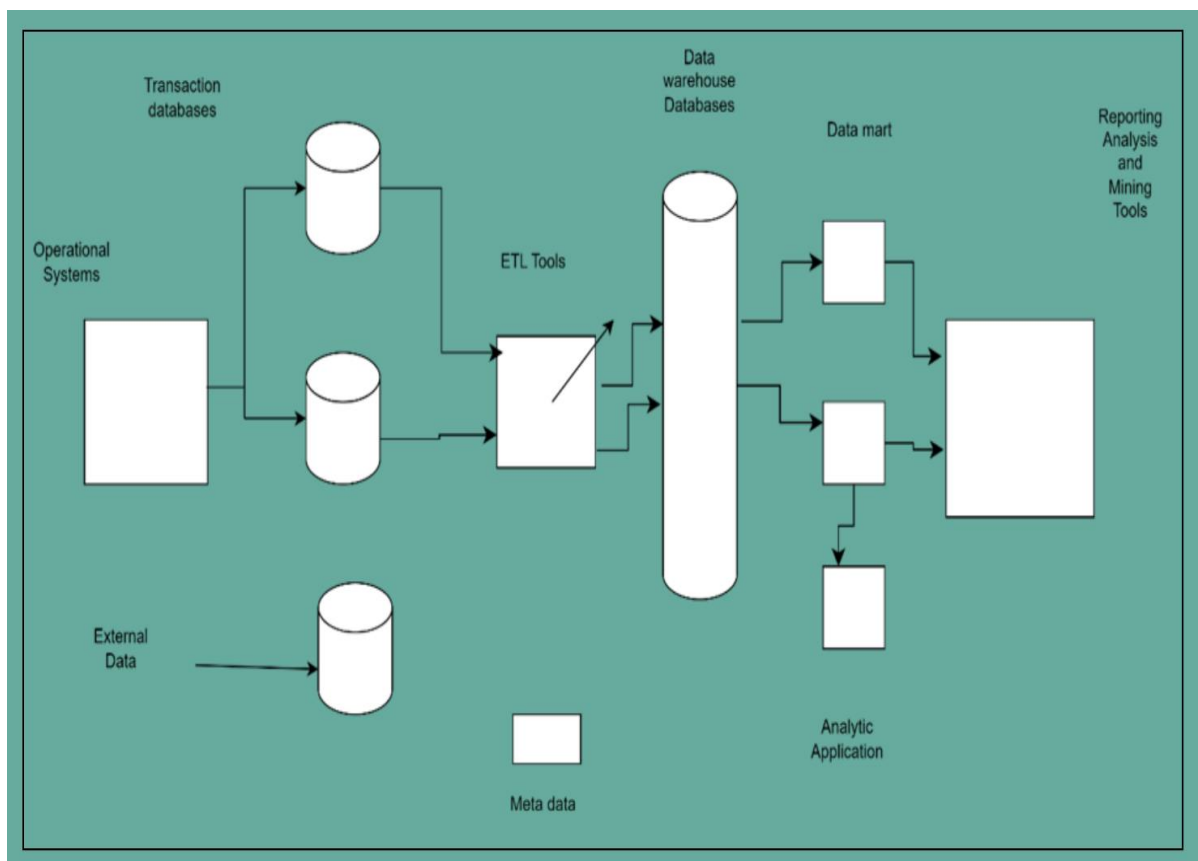 Transaction
databases
Data
warehouse
Databases
Data mart
Reporting
Analysis
and
Mining
Tools
Operational
Systems
ETL Tools
External
Data
Analytic
Application
Meta data